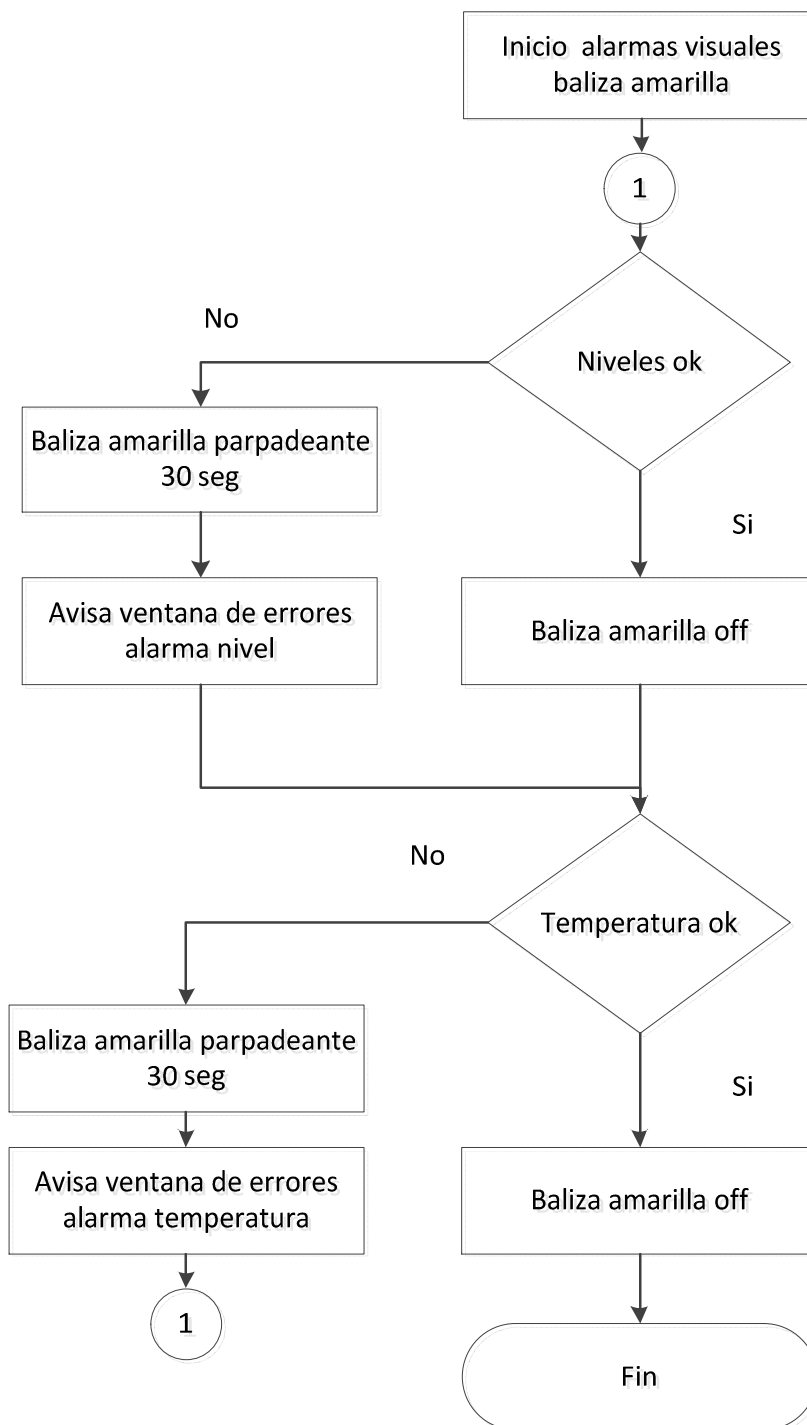 Inicio alarmas visuales
baliza amarilla
1
Niveles ok
No
Baliza amarilla parpadeante
30 seg
Si
Avisa ventana de errores
alarma nivel
Baliza amarilla off
No
Temperatura ok
Baliza amarilla parpadeante
30 seg
Si
Avisa ventana de errores
alarma temperatura
Baliza amarilla off
1
Fin